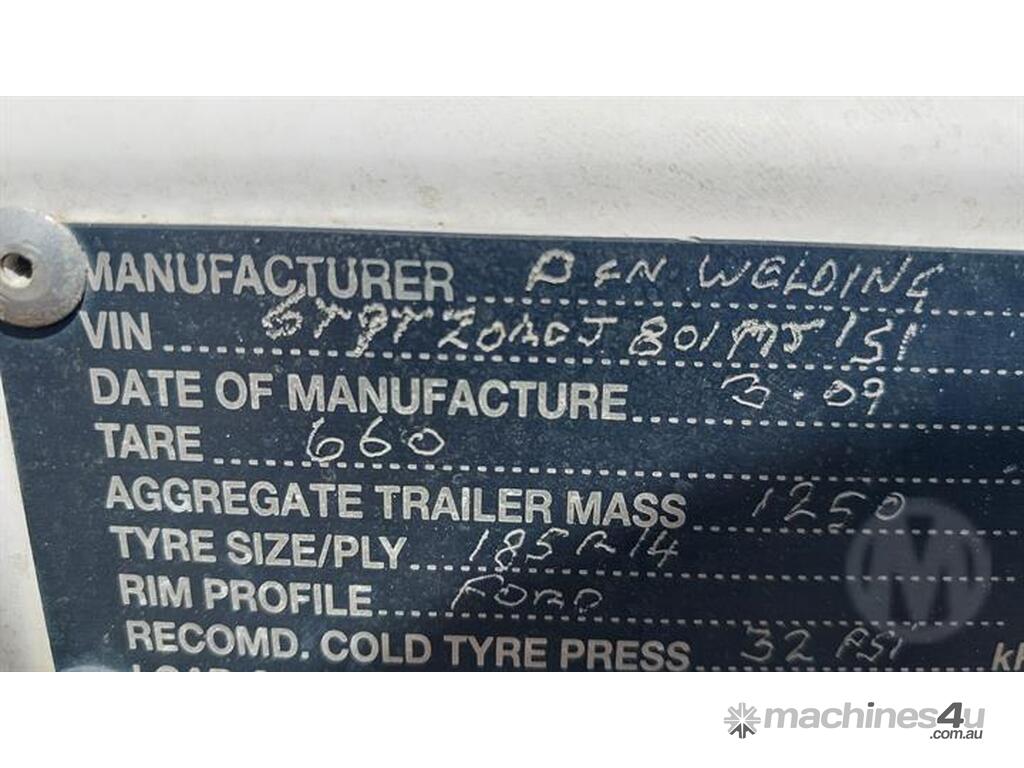 MANUFACTURER D & N WELDING
VIN 6T9T20RCJ801MJ151
DATE OF MANUFACTURE 3-09
TARE 660
AGGREGATE TRAILER MASS 1250
TYRE SIZE/PLY 185R14
RIM PROFILE FORD
RECOMD. COLD TYRE PRESS 32 PSI
M
machines4u
.com.au